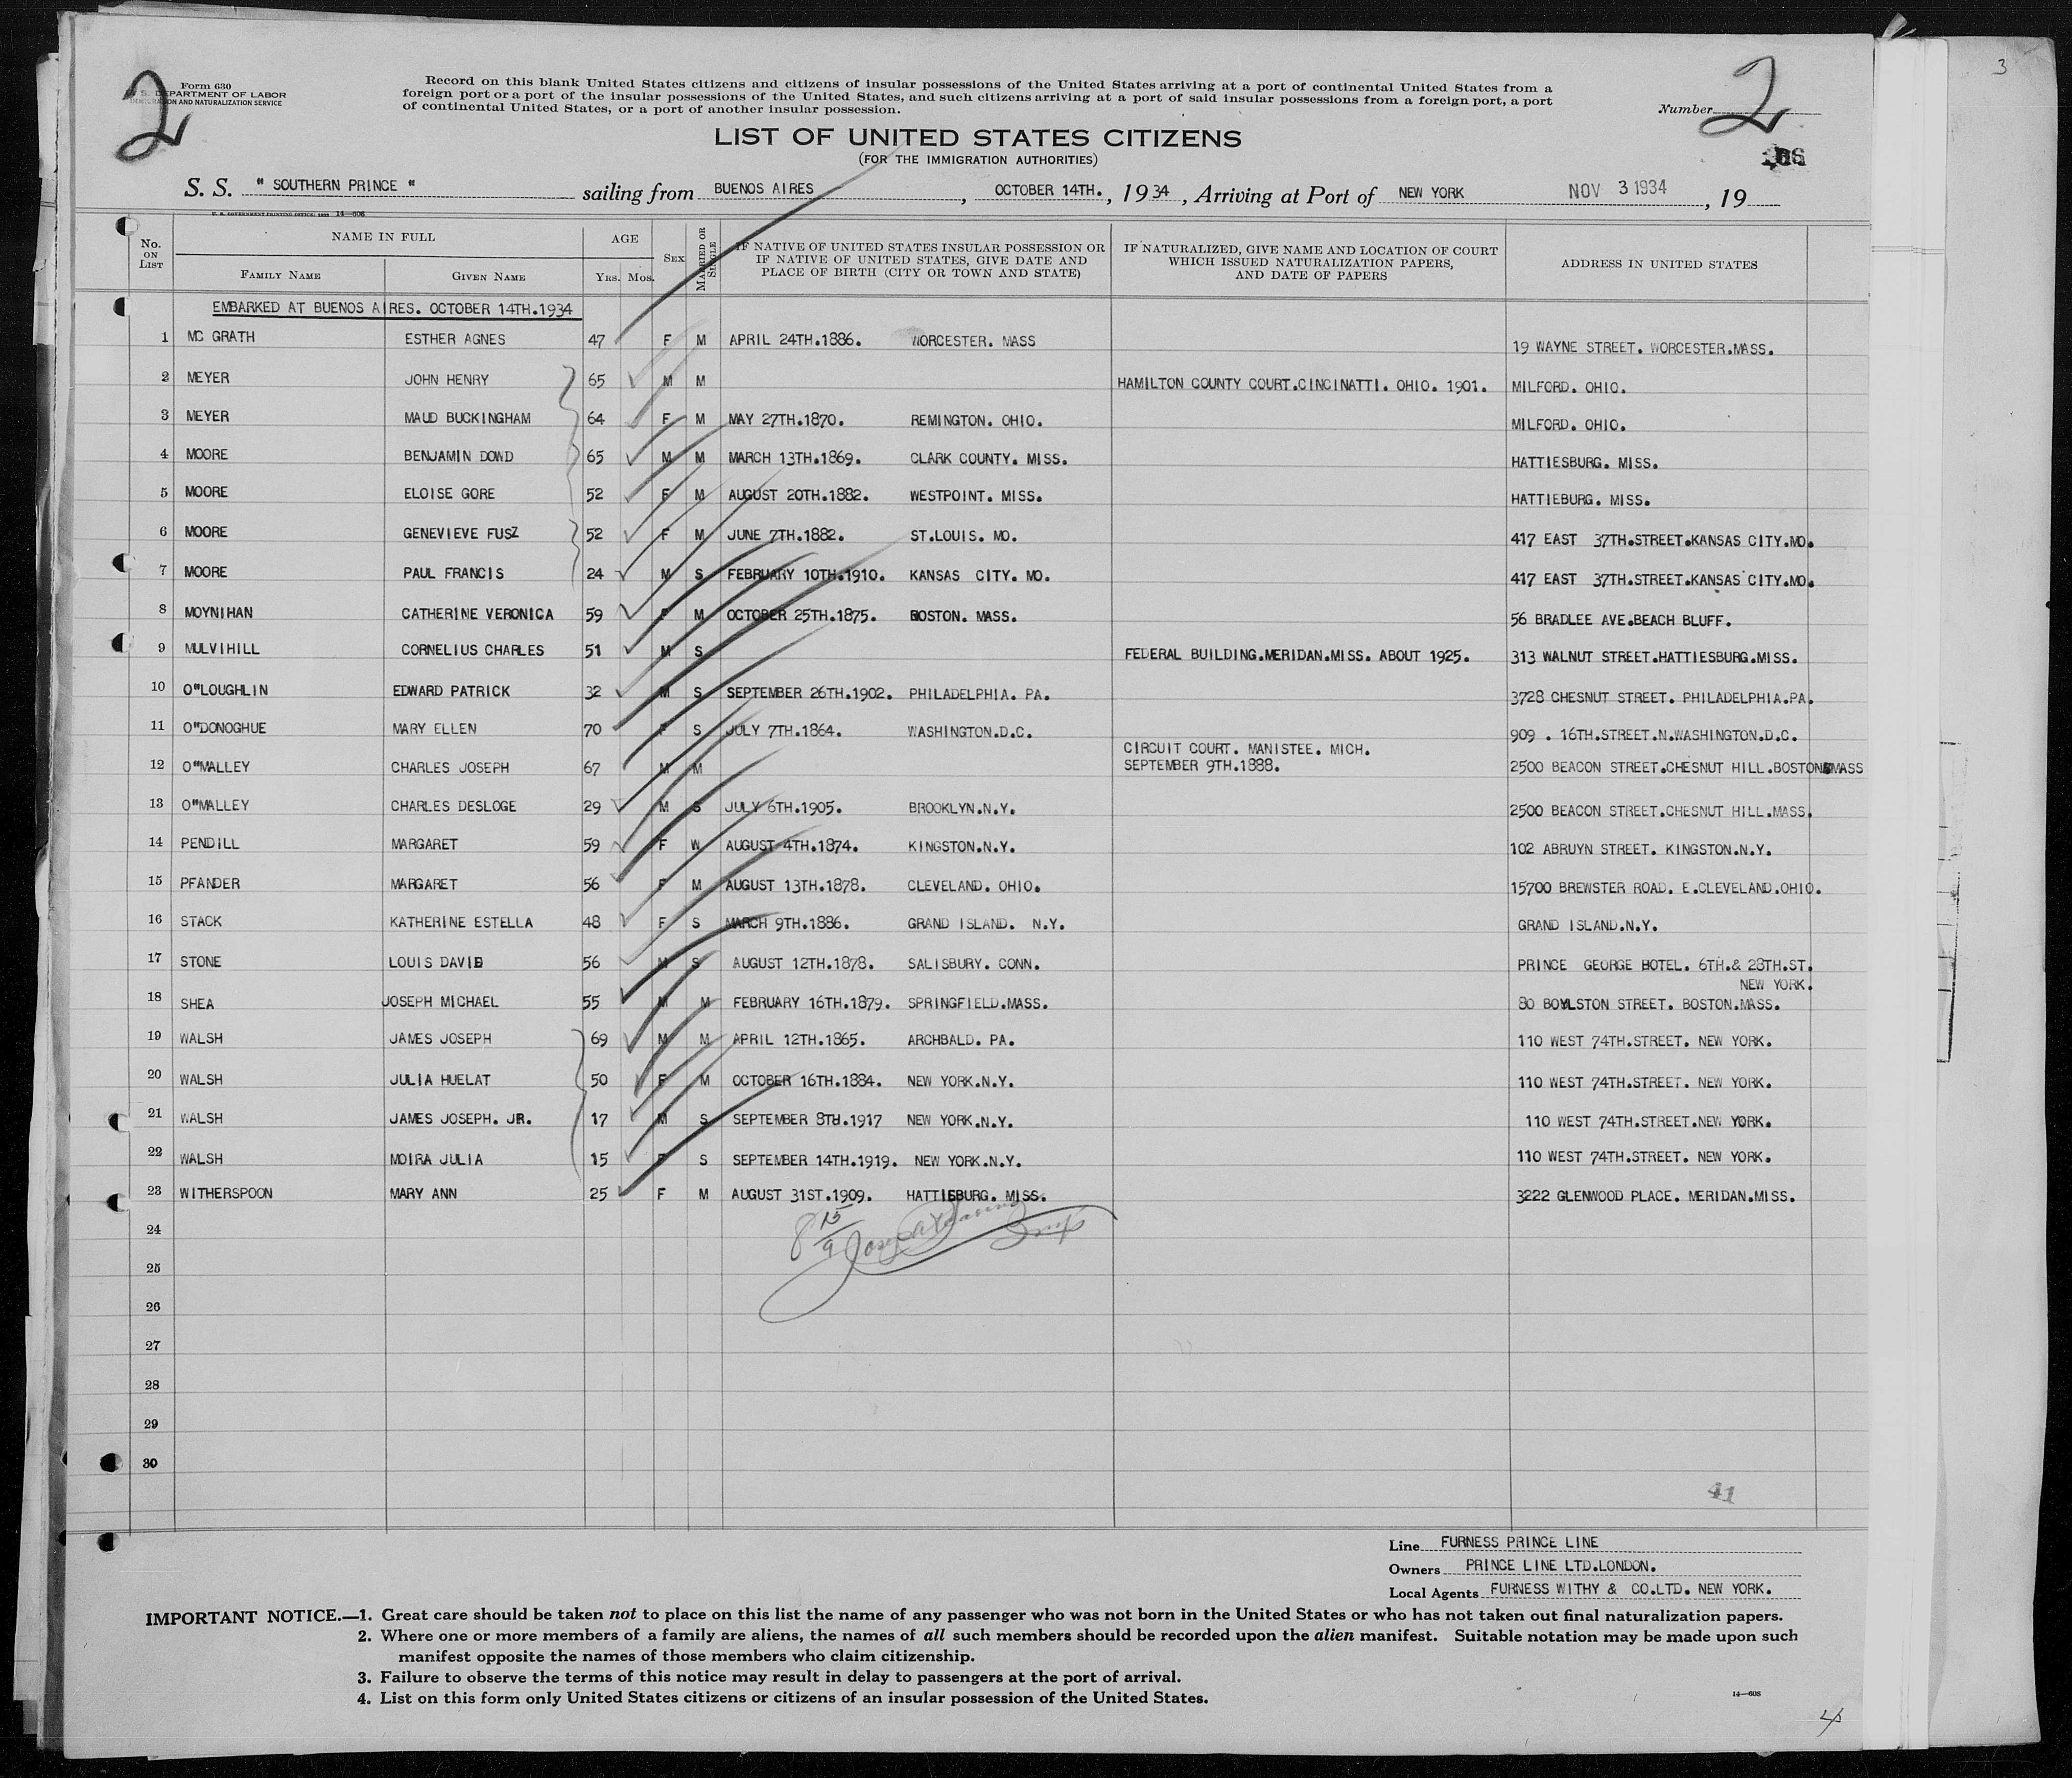 3
2
2
Form 630
U. S. DEPARTMENT OF LABOR
IMMIGRATION AND NATURALIZATION SERVICE
Record on this blank United States citizens and citizens of insular possessions of the United States arriving at a port of continental United States from a
foreign port or a port of the insular possessions of the United States, and such citizens arriving at a port of said insular possessions from a foreign port, a port
of continental United States, or a port of another insular possession.
Number
LIST OF UNITED STATES CITIZENS
(FOR THE IMMIGRATION AUTHORITIES)
S. S. " SOUTHERN PRINCE " sailing from BUENOS AIRES, OCTOBER 14TH., 1934, Arriving at Port of NEW YORK NOV 3 1934, 19
U. S. GOVERNMENT PRINTING OFFICE 14—608
No. ON LIST NAME IN FULL FAMILY NAME GIVEN NAME AGE YRS. MOS. SEX MARRIED OR SINGLE IF NATIVE OF UNITED STATES INSULAR POSSESSION OR IF NATIVE OF UNITED STATES, GIVE DATE AND PLACE OF BIRTH (CITY OR TOWN AND STATE) IF NATURALIZED, GIVE NAME AND LOCATION OF COURT WHICH ISSUED NATURALIZATION PAPERS, AND DATE OF PAPERS ADDRESS IN UNITED STATES
EMBARKED AT BUENOS AIRES. OCTOBER 14TH.1934
1 MC GRATH ESTHER AGNES 47 F M APRIL 24TH.1886. WORCESTER. MASS 19 WAYNE STREET. WORCESTER.MASS.
2 MEYER JOHN HENRY 65 M M HAMILTON COUNTY COURT.CINCINATTI. OHIO. 1901. MILFORD. OHIO.
3 MEYER MAUD BUCKINGHAM 64 F M MAY 27TH.1870. REMINGTON. OHIO. MILFORD. OHIO.
4 MOORE BENJAMIN DOWD 65 M M MARCH 13TH.1869. CLARK COUNTY. MISS. HATTIESBURG. MISS.
5 MOORE ELOISE GORE 52 F M AUGUST 20TH.1882. WESTPOINT. MISS. HATTIEBURG. MISS.
6 MOORE GENEVIEVE FUSZ 52 F M JUNE 7TH.1882. ST.LOUIS. MO. 417 EAST 37TH.STREET.KANSAS CITY.MO.
7 MOORE PAUL FRANCIS 24 M S FEBRUARY 10TH.1910. KANSAS CITY. MO. 417 EAST 37TH.STREET.KANSAS CITY.MO.
8 MOYNIHAN CATHERINE VERONICA 59 F M OCTOBER 25TH.1875. BOSTON. MASS. 56 BRADLEE AVE.BEACH BLUFF.
9 MULVIHILL CORNELIUS CHARLES 51 M S FEDERAL BUILDING.MERIDAN.MISS. ABOUT 1925. 313 WALNUT STREET.HATTIESBURG.MISS.
10 O"LOUGHLIN EDWARD PATRICK 32 M S SEPTEMBER 26TH.1902. PHILADELPHIA. PA. 3728 CHESNUT STREET. PHILADELPHIA.PA.
11 O"DONOGHUE MARY ELLEN 70 F S JULY 7TH.1864. WASHINGTON.D.C. 909 . 16TH.STREET.N.WASHINGTON.D.C.
CIRCUIT COURT. MANISTEE. MICH.
12 O"MALLEY CHARLES JOSEPH 67 M M SEPTEMBER 9TH.1888. 2500 BEACON STREET.CHESNUT HILL.BOSTON MASS
13 O"MALLEY CHARLES DESLOGE 29 M S JULY 6TH.1905. BROOKLYN.N.Y. 2500 BEACON STREET.CHESNUT HILL.MASS.
14 PENDILL MARGARET 59 F W AUGUST 4TH.1874. KINGSTON.N.Y. 102 ABRUYN STREET. KINGSTON.N.Y.
15 PFANDER MARGARET 56 F M AUGUST 13TH.1878. CLEVELAND. OHIO. 15700 BREWSTER ROAD. E.CLEVELAND.OHIO.
16 STACK KATHERINE ESTELLA 48 F S MARCH 9TH.1886. GRAND ISLAND. N.Y. GRAND ISLAND.N.Y.
17 STONE LOUIS DAVID 56 M S AUGUST 12TH.1878. SALISBURY. CONN. PRINCE GEORGE HOTEL. 6TH.& 28TH.ST.
NEW YORK.
18 SHEA JOSEPH MICHAEL 55 M M FEBRUARY 16TH.1879. SPRINGFIELD.MASS. 80 BOYLSTON STREET. BOSTON.MASS.
19 WALSH JAMES JOSEPH 69 M M APRIL 12TH.1865. ARCHBALD. PA. 110 WEST 74TH.STREET. NEW YORK.
20 WALSH JULIA HUELAT 50 F M OCTOBER 16TH.1884. NEW YORK.N.Y. 110 WEST 74TH.STREET. NEW YORK.
21 WALSH JAMES JOSEPH. JR. 17 M S SEPTEMBER 8TH.1917 NEW YORK.N.Y. 110 WEST 74TH.STREET.NEW YORK.
22 WALSH MOIRA JULIA 15 F S SEPTEMBER 14TH.1919. NEW YORK.N.Y. 110 WEST 74TH.STREET. NEW YORK.
23 WITHERSPOON MARY ANN 25 F M AUGUST 31ST.1909. HATTIEBURG. MISS. 3222 GLENWOOD PLACE. MERIDAN.MISS.
24
25
26
27
28
29
30
8 15/9
41
Line FURNESS PRINCE LINE
Owners PRINCE LINE LTD.LONDON.
Local Agents FURNESS WITHY & CO.LTD. NEW YORK.
IMPORTANT NOTICE.—1. Great care should be taken not to place on this list the name of any passenger who was not born in the United States or who has not taken out final naturalization papers.
2. Where one or more members of a family are aliens, the names of all such members should be recorded upon the alien manifest. Suitable notation may be made upon such
manifest opposite the names of those members who claim citizenship.
3. Failure to observe the terms of this notice may result in delay to passengers at the port of arrival.
4. List on this form only United States citizens or citizens of an insular possession of the United States.
14—608